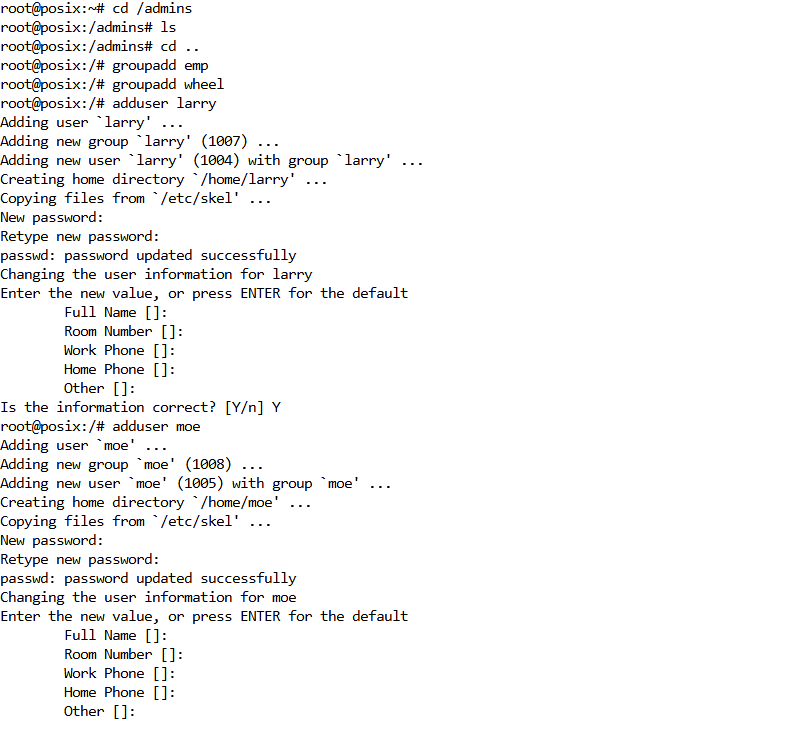 root@posix:~# cd /admins
root@posix:/admins# ls
root@posix:/admins# cd ..
root@posix:/# groupadd emp
root@posix:/# groupadd wheel
root@posix:/# adduser larry
Adding user `larry' ...
Adding new group `larry' (1007) ...
Adding new user `larry' (1004) with group `larry' ...
Creating home directory `/home/larry' ...
Copying files from `/etc/skel' ...
New password:
Retype new password:
passwd: password updated successfully
Changing the user information for larry
Enter the new value, or press ENTER for the default
        Full Name []:
        Room Number []:
        Work Phone []:
        Home Phone []:
        Other []:
Is the information correct? [Y/n] Y
root@posix:/# adduser moe
Adding user `moe' ...
Adding new group `moe' (1008) ...
Adding new user `moe' (1005) with group `moe' ...
Creating home directory `/home/moe' ...
Copying files from `/etc/skel' ...
New password:
Retype new password:
passwd: password updated successfully
Changing the user information for moe
Enter the new value, or press ENTER for the default
        Full Name []:
        Room Number []:
        Work Phone []:
        Home Phone []:
        Other []: